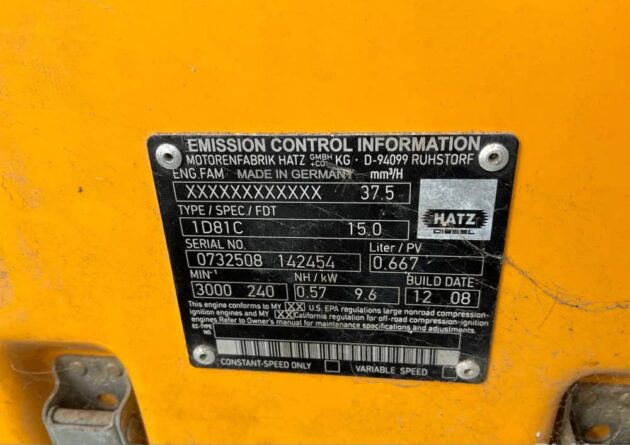 EMISSION CONTROL INFORMATION
MOTORENFABRIK HATZ GMBH +CO KG · D-94099 RUHSTORF
ENG.FAM MADE IN GERMANY mm³/H
XXXXXXXXXXXX 37.5
TYPE / SPEC./ FDT
1D81C 15.0
HATZ
DIESEL
SERIAL NO. Liter / PV
0732508 142454 0.667
MIN⁻¹ NH / kW BUILD DATE
3000 240 0.57 9.6 12 08
This engine conforms to MY XX U.S. EPA regulations large nonroad compression-
ignition engines and MY XX California regulation for off-road compression-ignition
engines. Refer to Owner's manual for maintenance specifications and adjustments.
EC-TYPE
NO.
CONSTANT-SPEED ONLY VARIABLE SPEED